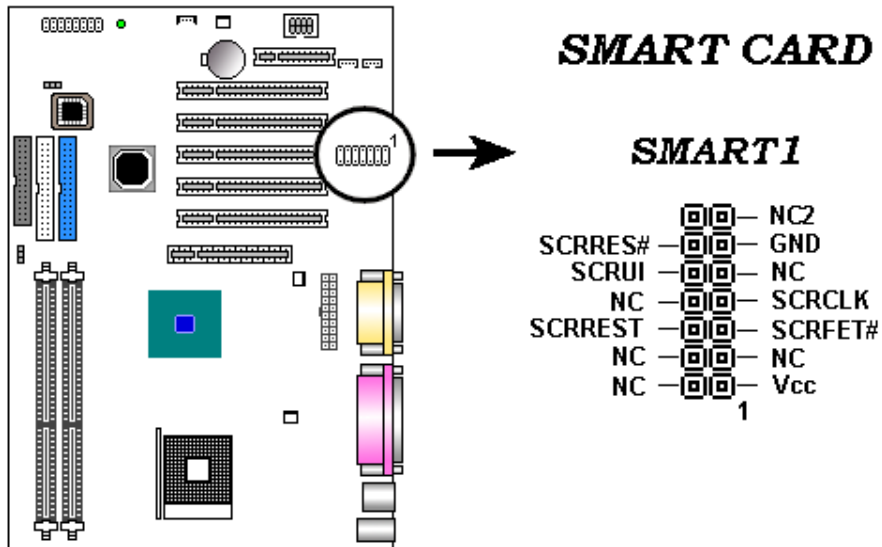 SMART CARD
1
SMART1
NC2
SCRRES# GND
SCRUI NC
NC SCRCLK
SCRREST SCRFET#
NC NC
NC Vcc
1